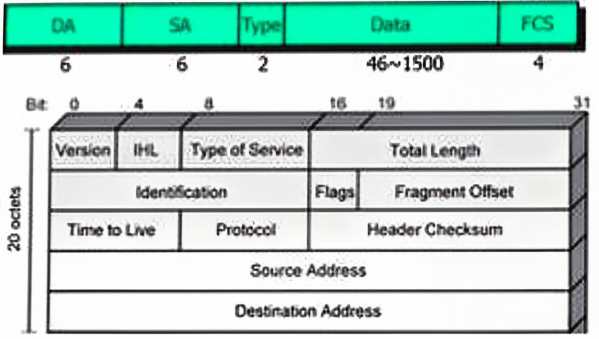 DA SA Type Data FCS
6 6 2 46~1500 4
Bit: 0 4 8 16 19 31
Version IHL Type of Service Total Length
Identification Flags Fragment Offset
Time to Live Protocol Header Checksum
Source Address
Destination Address
20 octets